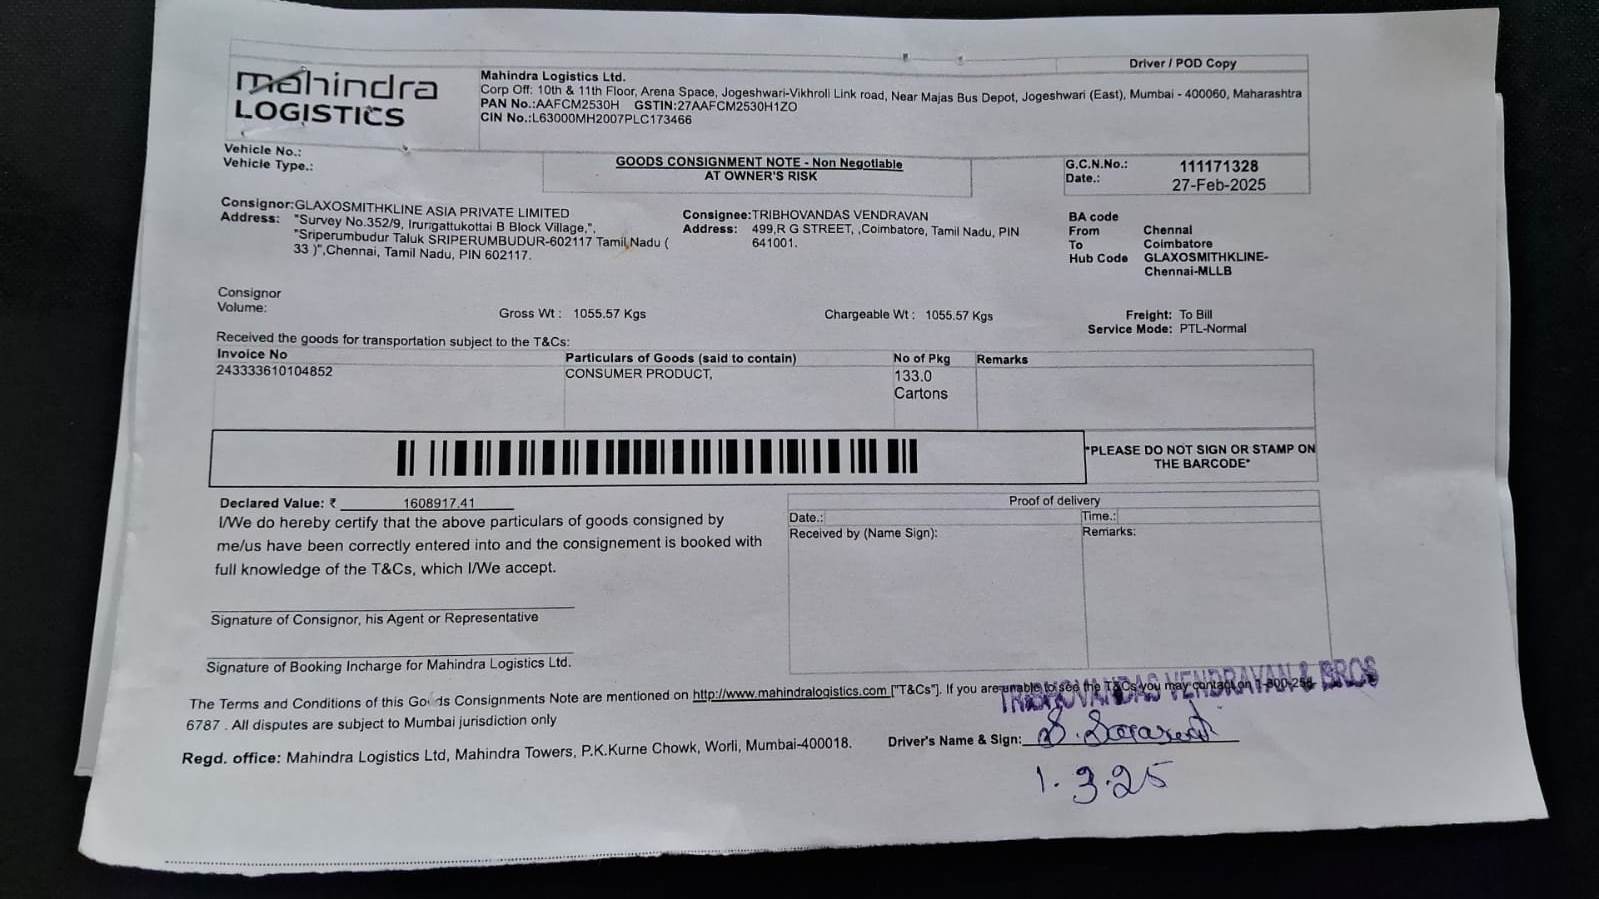 Driver / POD Copy
mahindra
LOGISTICS
Mahindra Logistics Ltd.
Corp Off: 10th & 11th Floor, Arena Space, Jogeshwari-Vikhroli Link road, Near Majas Bus Depot, Jogeshwari (East), Mumbai - 400060, Maharashtra
PAN No.:AAFCM2530H GSTIN:27AAFCM2530H1ZO
CIN No.:L63000MH2007PLC173466
Vehicle No.:
Vehicle Type.:
GOODS CONSIGNMENT NOTE - Non Negotiable
AT OWNER'S RISK
G.C.N.No.: 111171328
Date.: 27-Feb-2025
Consignor:GLAXOSMITHKLINE ASIA PRIVATE LIMITED
Address: "Survey No.352/9, Irurigattukottai B Block Village,",
"Sriperumbudur Taluk SRIPERUMBUDUR-602117 Tamil Nadu (
33 )",Chennai, Tamil Nadu, PIN 602117.
Consignee:TRIBHOVANDAS VENDRAVAN
Address: 499,R G STREET, ,Coimbatore, Tamil Nadu, PIN
641001.
BA code
From Chennai
To Coimbatore
Hub Code GLAXOSMITHKLINE-
Chennai-MLLB
Consignor
Volume:
Gross Wt : 1055.57 Kgs
Chargeable Wt : 1055.57 Kgs
Freight: To Bill
Service Mode: PTL-Normal
Received the goods for transportation subject to the T&Cs:
Invoice No Particulars of Goods (said to contain) No of Pkg Remarks
243333610104852 CONSUMER PRODUCT, 133.0
Cartons
*PLEASE DO NOT SIGN OR STAMP ON
THE BARCODE*
Declared Value: ₹ 1608917.41
I/We do hereby certify that the above particulars of goods consigned by
me/us have been correctly entered into and the consignement is booked with
full knowledge of the T&Cs, which I/We accept.
Proof of delivery
Date.: Time.:
Received by (Name Sign): Remarks:
Signature of Consignor, his Agent or Representative
Signature of Booking Incharge for Mahindra Logistics Ltd.
The Terms and Conditions of this Goods Consignments Note are mentioned on http://www.mahindralogistics.com ["T&Cs"]. If you are unable to see the T&Cs you may contact on 1-800-258-
6787 . All disputes are subject to Mumbai jurisdiction only
TRIBHOVANDAS VENDRAVAN & BROS
Regd. office: Mahindra Logistics Ltd, Mahindra Towers, P.K.Kurne Chowk, Worli, Mumbai-400018.
Driver's Name & Sign: S.
1.3.25